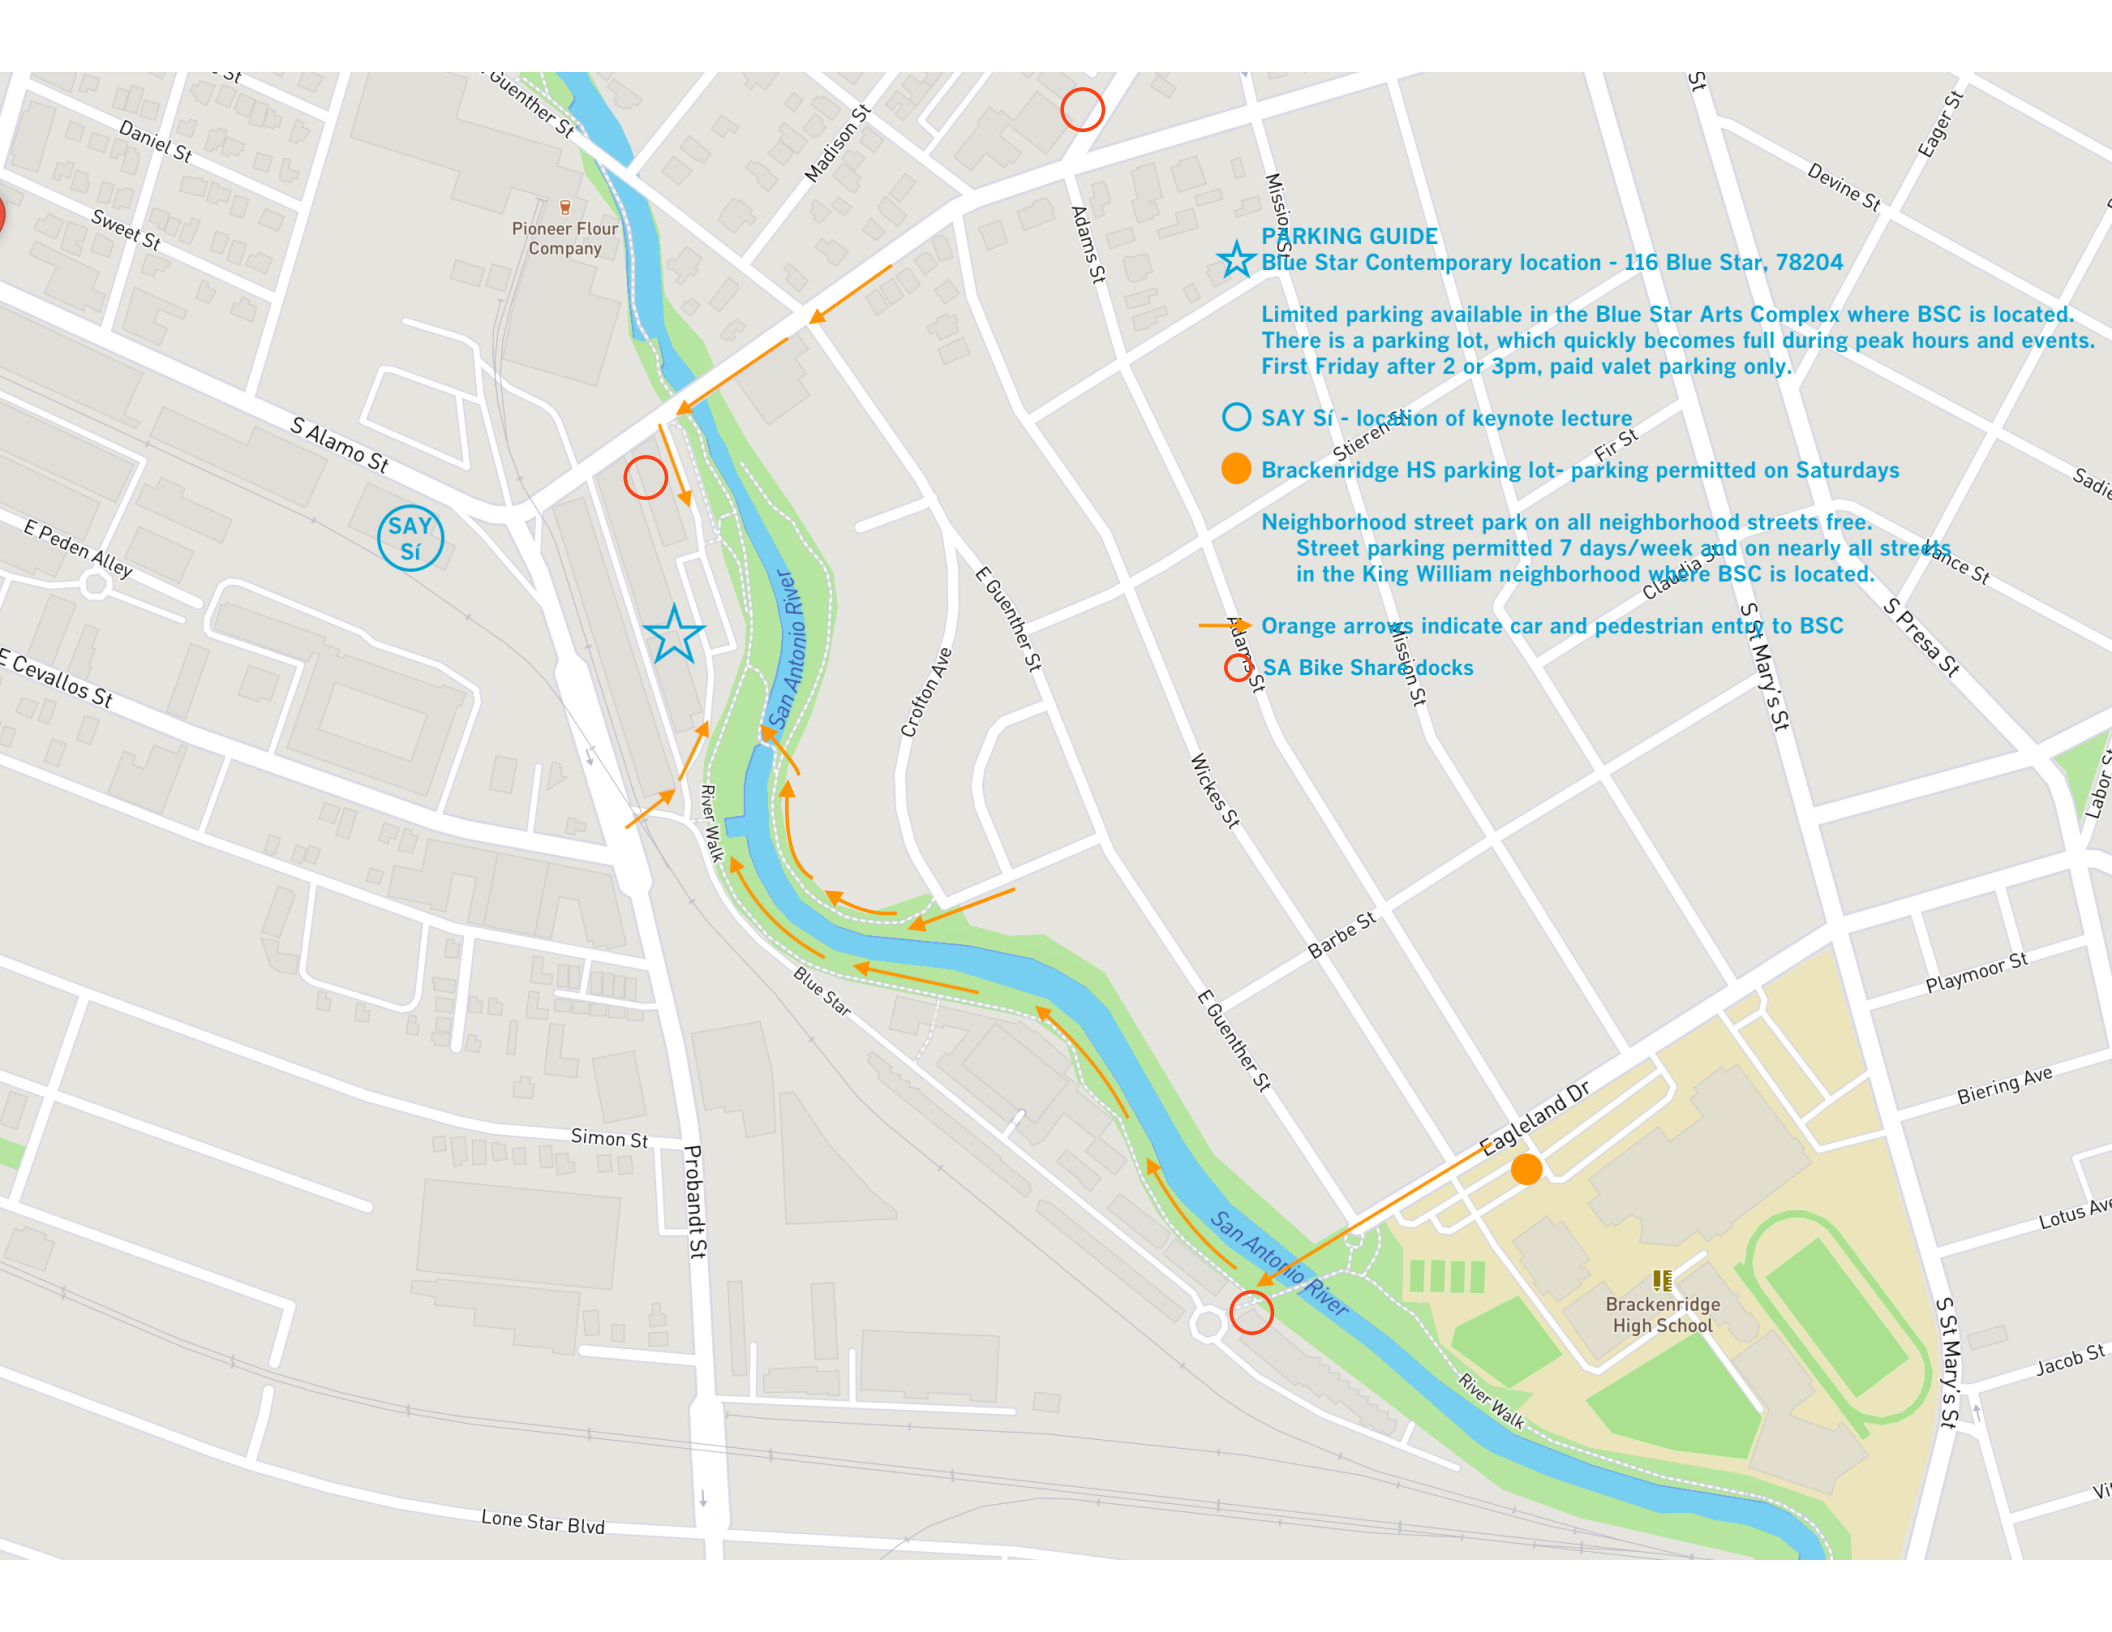 St
E Guenther St
Daniel St
Madison St
Eager St
St
Devine St
Sweet St
Pioneer Flour
Company
Adams St
Mission St
PARKING GUIDE
Blue Star Contemporary location - 116 Blue Star, 78204
Limited parking available in the Blue Star Arts Complex where BSC is located.
There is a parking lot, which quickly becomes full during peak hours and events.
First Friday after 2 or 3pm, paid valet parking only.
SAY Sí - location of keynote lecture
Stieren St
Fir St
Brackenridge HS parking lot- parking permitted on Saturdays
Sadie
S Alamo St
SAY
Sí
E Peden Alley
Neighborhood street park on all neighborhood streets free.
Street parking permitted 7 days/week and on nearly all streets
in the King William neighborhood where BSC is located.
Vance St
Claudia St
E Guenther St
San Antonio River
Orange arrows indicate car and pedestrian entry to BSC
SA Bike Share docks
Adams St
Mission St
S St Mary's St
S Presa St
E Cevallos St
Crofton Ave
Wickes St
Labor St
River Walk
Barbe St
Blue Star
Playmoor St
E Guenther St
Biering Ave
Eagleland Dr
Simon St
Probandt St
San Antonio River
Lotus Ave
Brackenridge
High School
S St Mary's St
Jacob St
River Walk
Lone Star Blvd